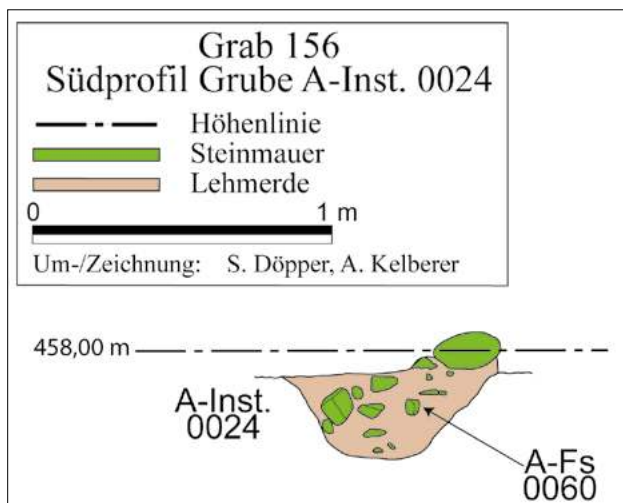 Grab 156
Südprofil Grube A-Inst. 0024
Höhenlinie
Steinmauer
Lehmerde
0 1 m
Um-/Zeichnung: S. Döpper, A. Kelberer
458,00 m
A-Inst.
0024
A-Fs
0060